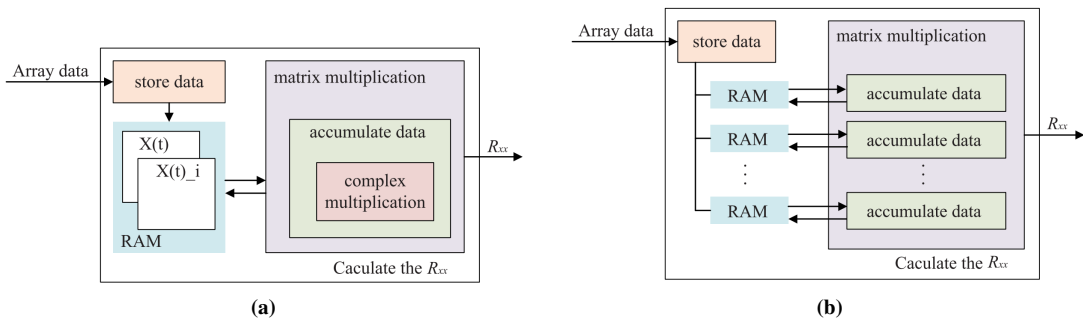 Array data
store data
matrix multiplication
X(t)
X(t)_i
RAM
accumulate data
complex
multiplication
Rxx
Caculate the Rxx
(a)
Array data
store data
matrix multiplication
RAM
accumulate data
RAM
accumulate data
Rxx
RAM
accumulate data
Caculate the Rxx
(b)